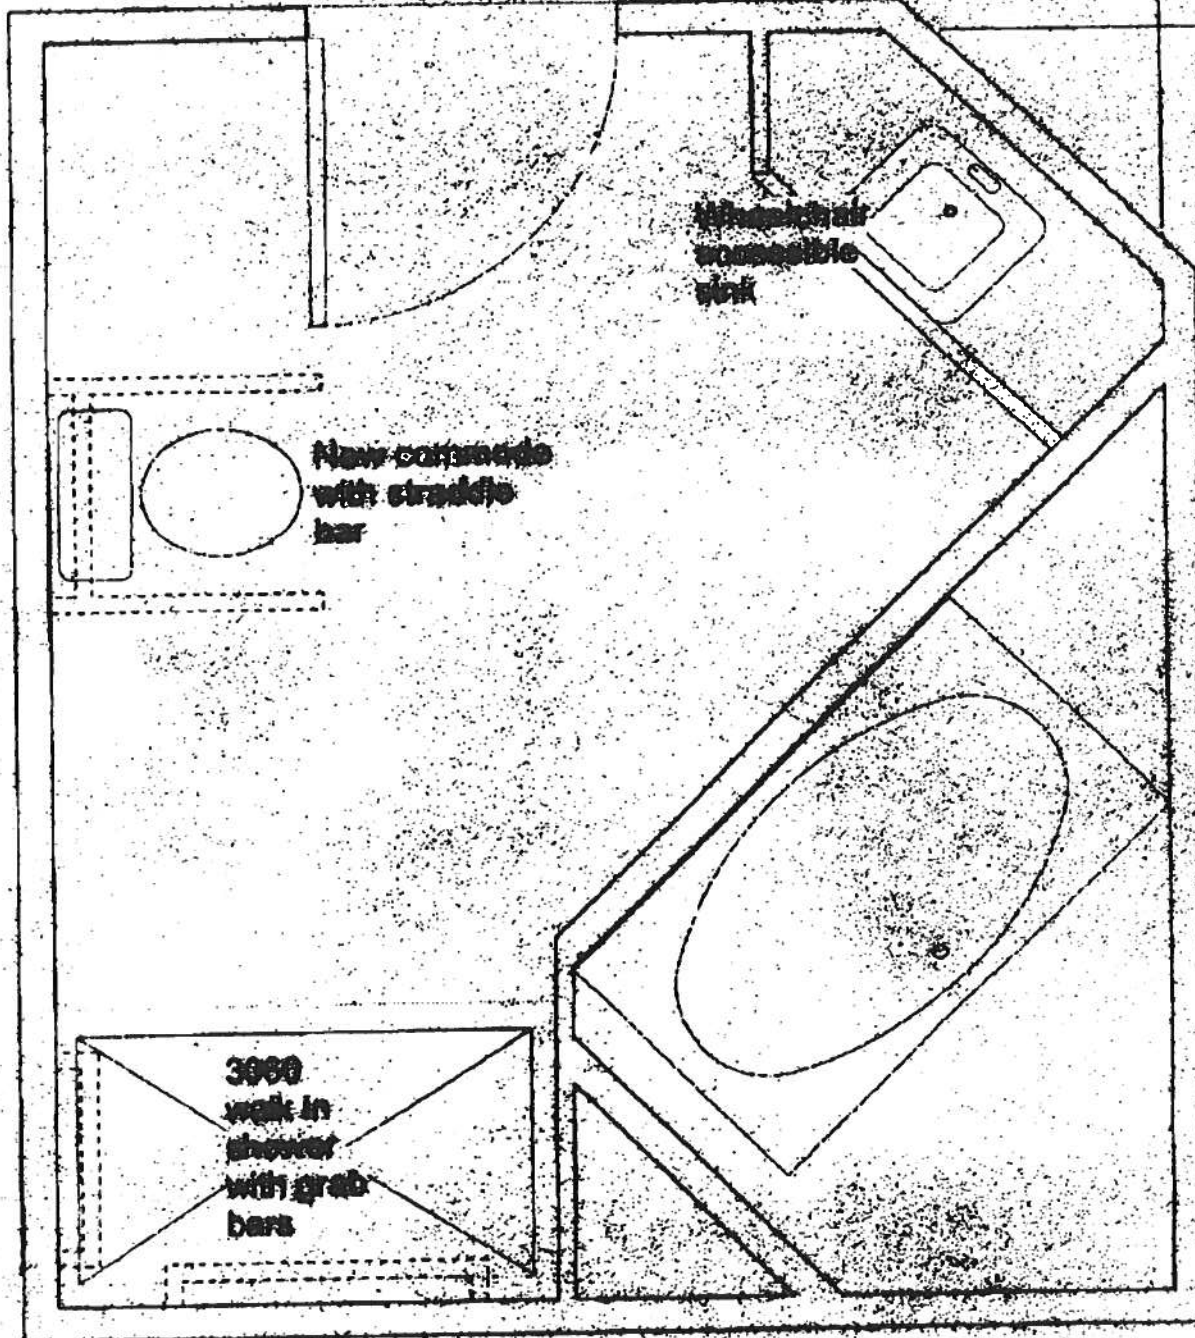 Wheelchair
accessible
sink
New commode
with straddle
bar
3060
walk in
shower
with grab
bars